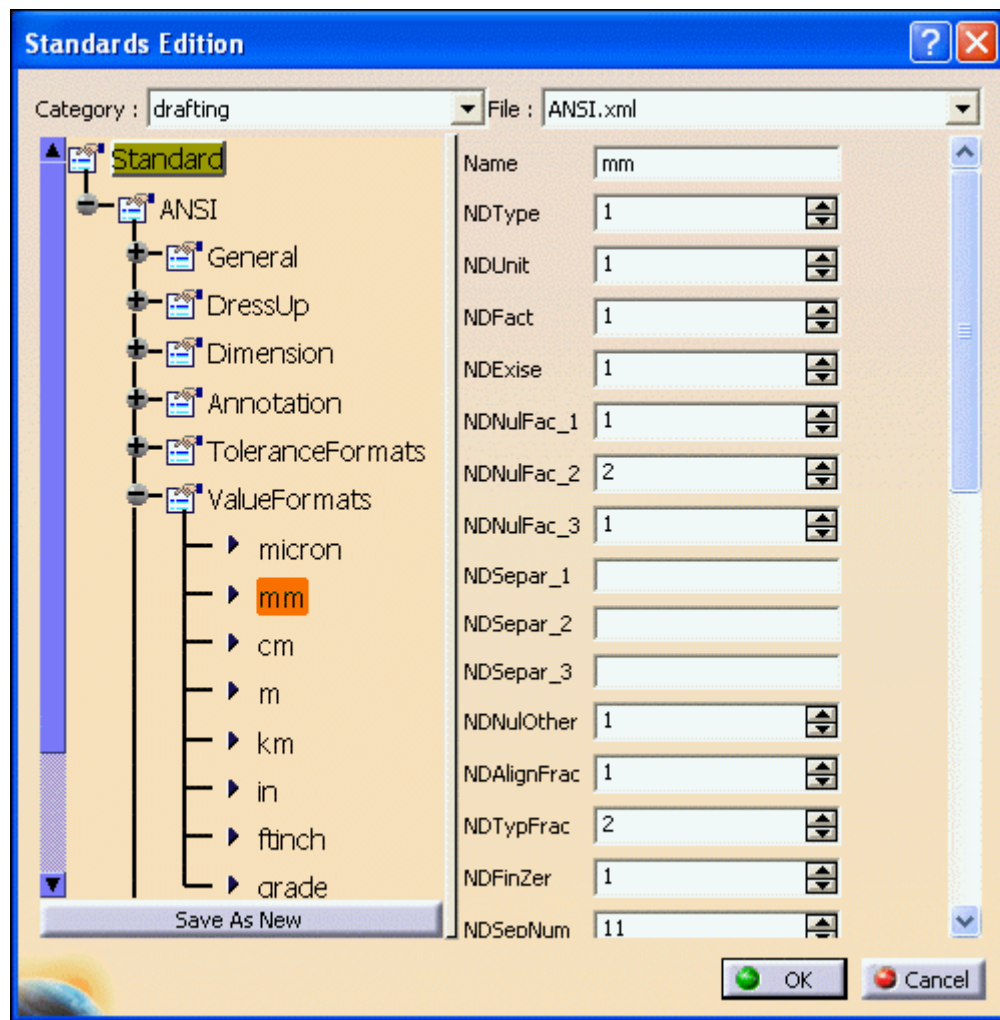 Standards Edition
Category : drafting
File : ANSI.xml
Standard
ANSI
General
DressUp
Dimension
Annotation
ToleranceFormats
ValueFormats
micron
mm
cm
m
km
in
ftinch
grade
Save As New
Name mm
NDType 1
NDUnit 1
NDFact 1
NDExise 1
NDNulFac_1 1
NDNulFac_2 2
NDNulFac_3 1
NDSepar_1
NDSepar_2
NDSepar_3
NDNulOther 1
NDAlignFrac 1
NDTypFrac 2
NDFinZer 1
NDSepNum 11
OK
Cancel